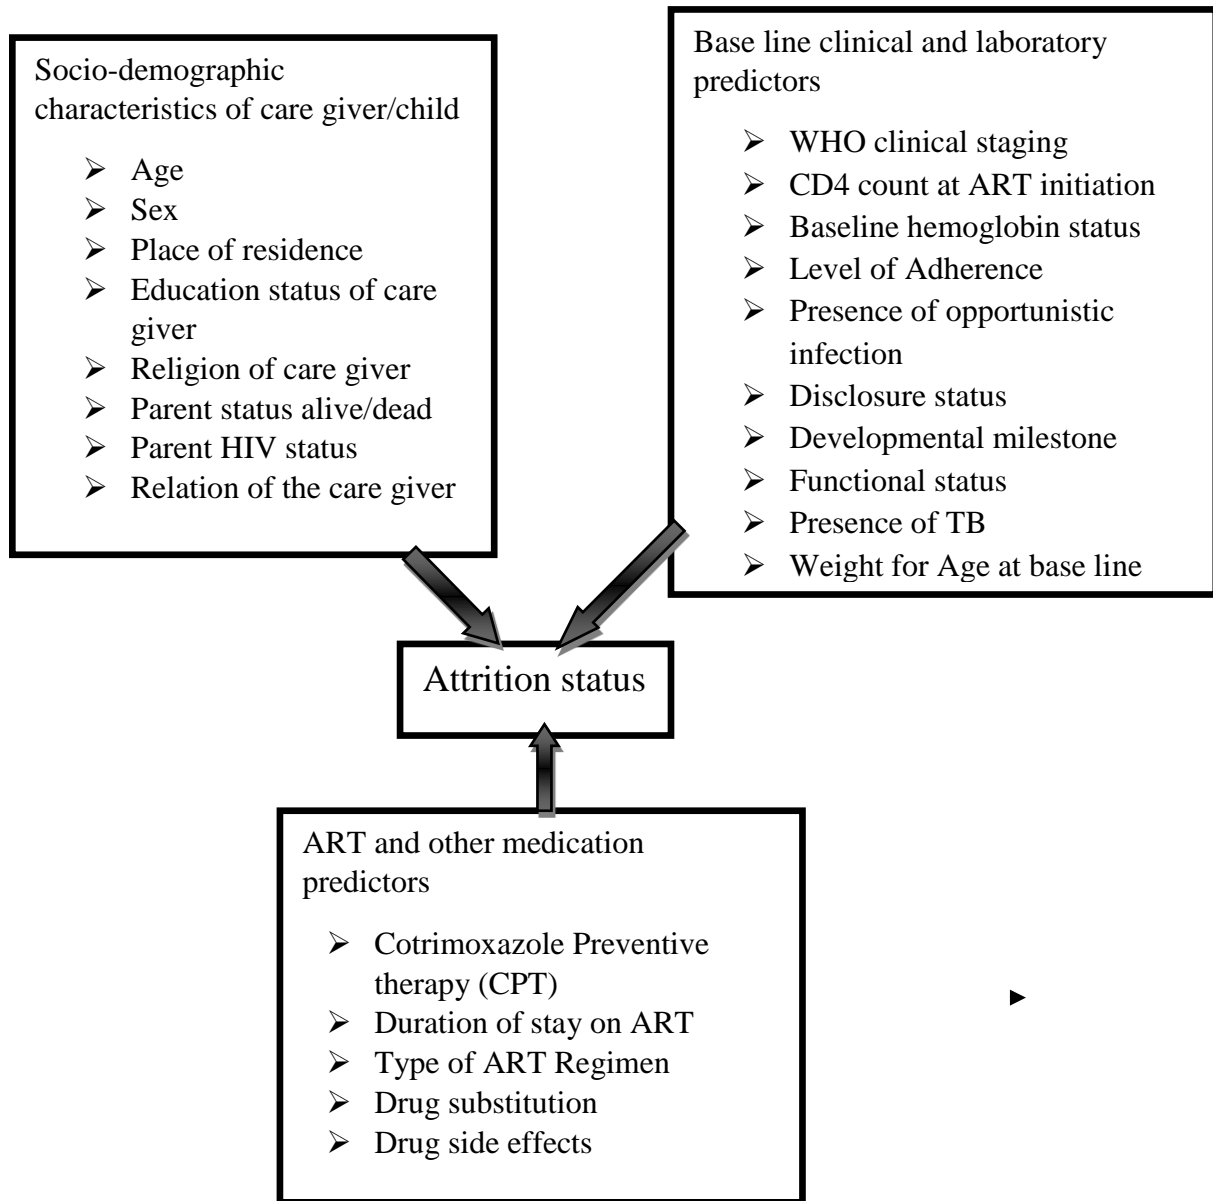 Socio-demographic
characteristics of care giver/child
➢ Age
➢ Sex
➢ Place of residence
➢ Education status of care
giver
➢ Religion of care giver
➢ Parent status alive/dead
➢ Parent HIV status
➢ Relation of the care giver
Base line clinical and laboratory
predictors
➢ WHO clinical staging
➢ CD4 count at ART initiation
➢ Baseline hemoglobin status
➢ Level of Adherence
➢ Presence of opportunistic
infection
➢ Disclosure status
➢ Developmental milestone
➢ Functional status
➢ Presence of TB
➢ Weight for Age at base line
Attrition status
ART and other medication
predictors
➢ Cotrimoxazole Preventive
therapy (CPT)
➢ Duration of stay on ART
➢ Type of ART Regimen
➢ Drug substitution
➢ Drug side effects